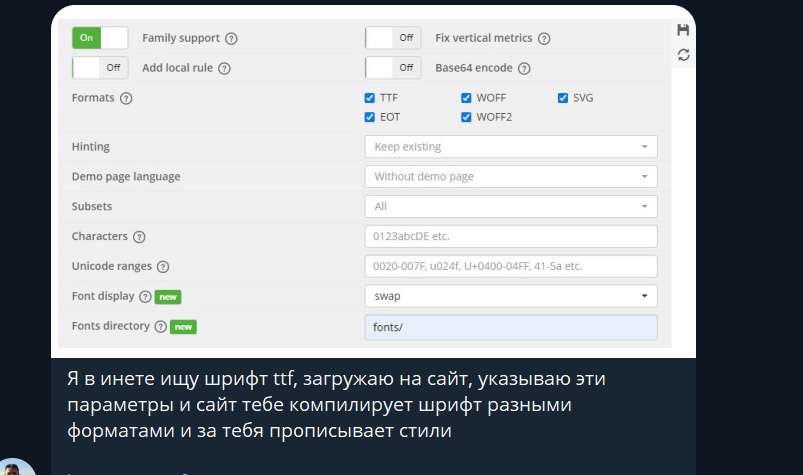 On Family support ? Off Fix vertical metrics ?
Off Add local rule ? Off Base64 encode ?
Formats ? TTF WOFF SVG
EOT WOFF2
Hinting Keep existing
Demo page language Without demo page
Subsets All
Characters ? 0123abcDE etc.
Unicode ranges ? 0020-007F, u024f, U+0400-04FF, 41-5a etc.
Font display ? new swap
Fonts directory ? new fonts/
Я в инете ищу шрифт ttf, загружаю на сайт, указываю эти
параметры и сайт тебе компилирует шрифт разными
форматами и за тебя прописывает стили